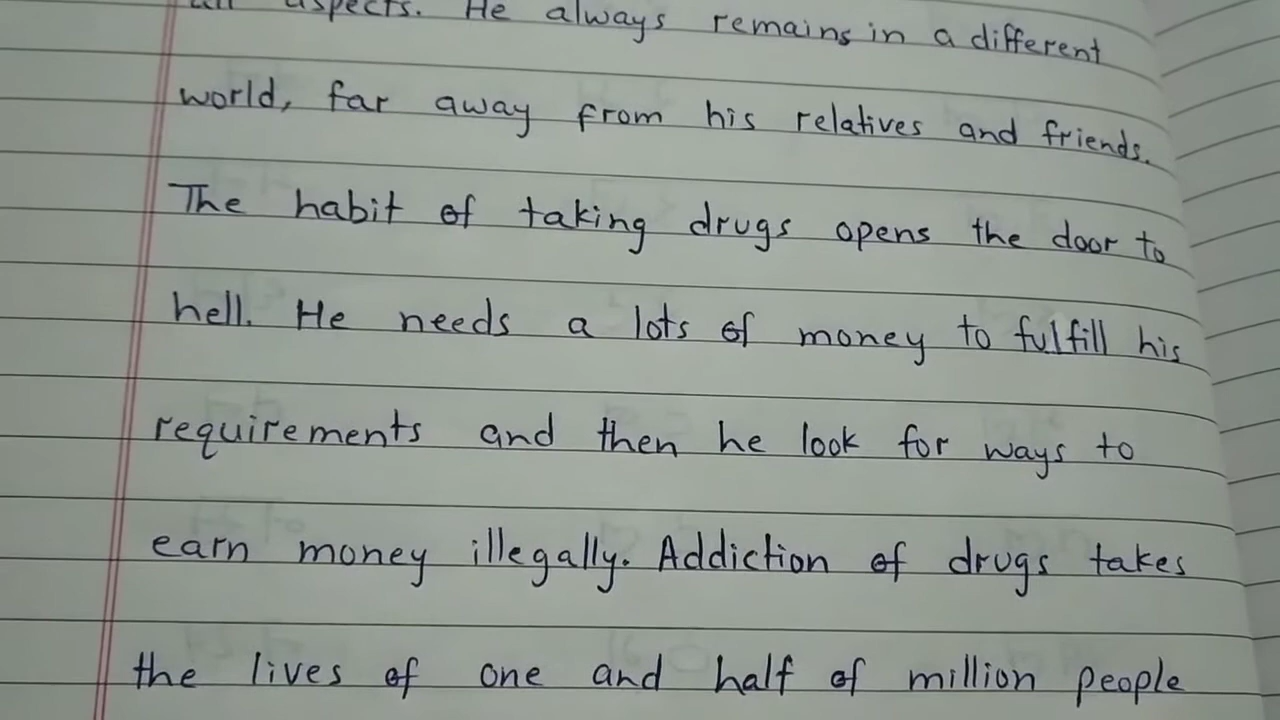 all aspects. He always remains in a different
world, far away from his relatives and friends.
The habit of taking drugs opens the door to
hell. He needs a lots of money to fulfill his
requirements and then he look for ways to
earn money illegally. Addiction of drugs takes
the lives of one and half of million people